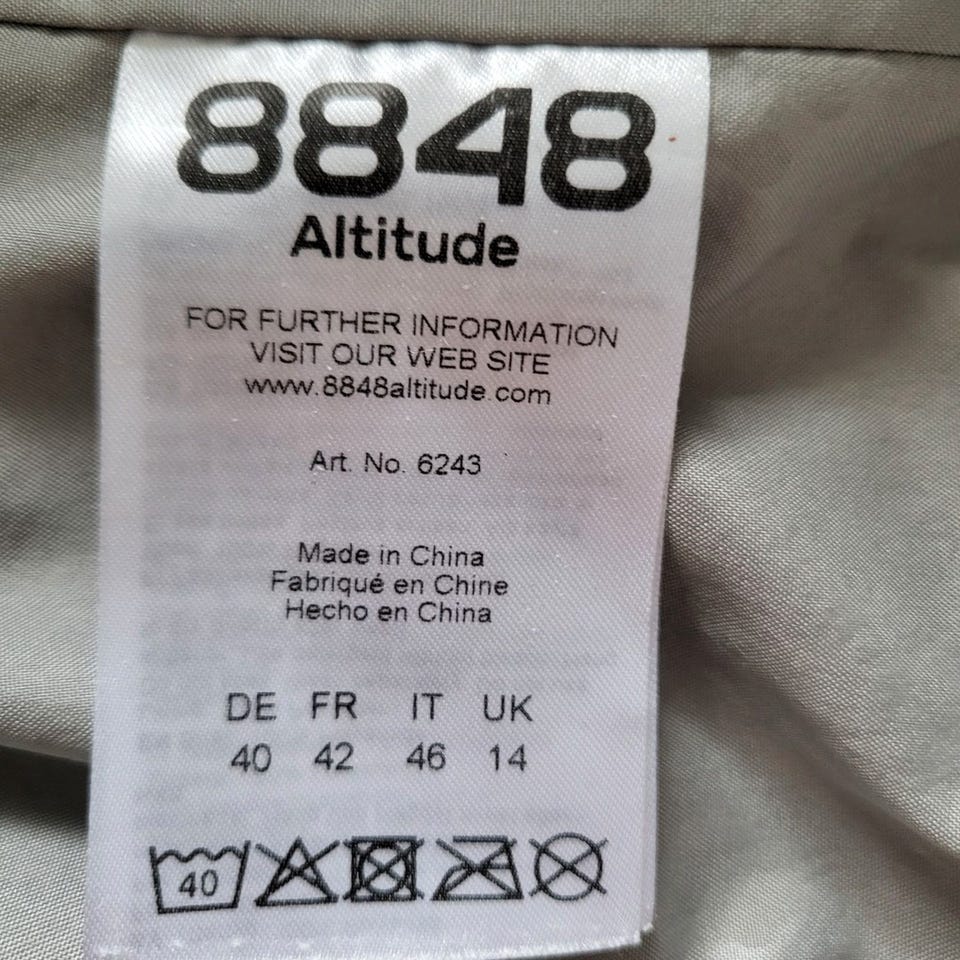 8848
Altitude
FOR FURTHER INFORMATION
VISIT OUR WEB SITE
www.8848altitude.com
Art. No. 6243
Made in China
Fabriqué en Chine
Hecho en China
DE FR IT UK
40 42 46 14
40